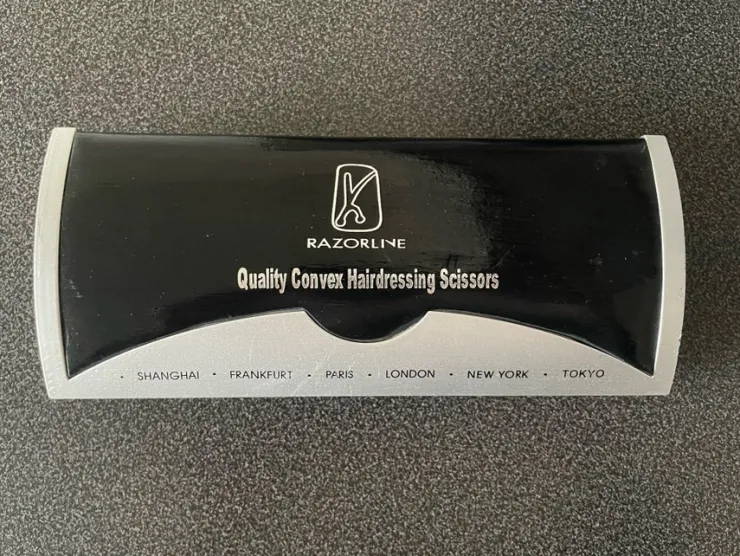 RAZORLINE
Quality Convex Hairdressing Scissors
• SHANGHAI • FRANKFURT • PARIS • LONDON • NEW YORK • TOKYO